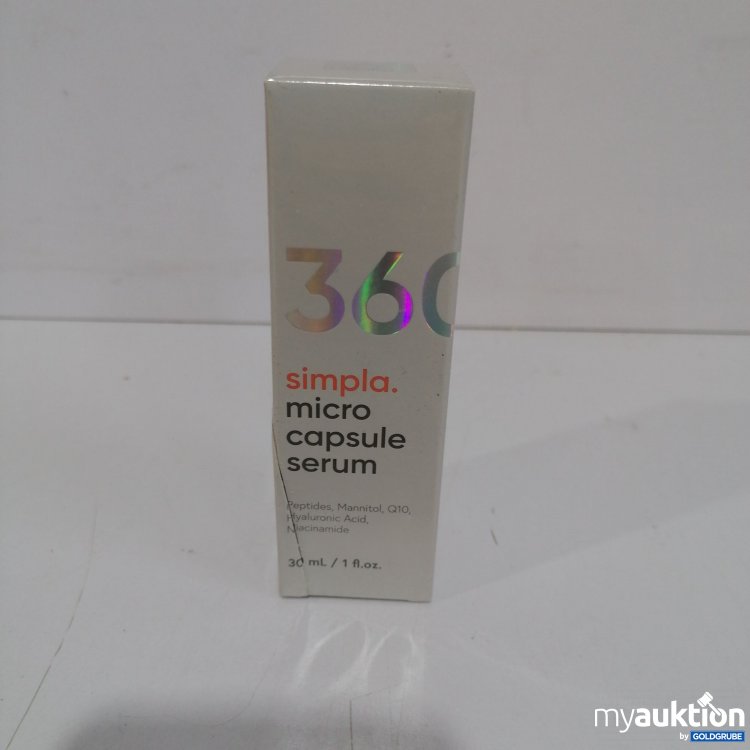 360
simpla.
micro
capsule
serum
Peptides, Mannitol, Q10,
Hyaluronic Acid,
Niacinamide
30 mL / 1 fl.oz.
myauktion
by GOLDGRUBE